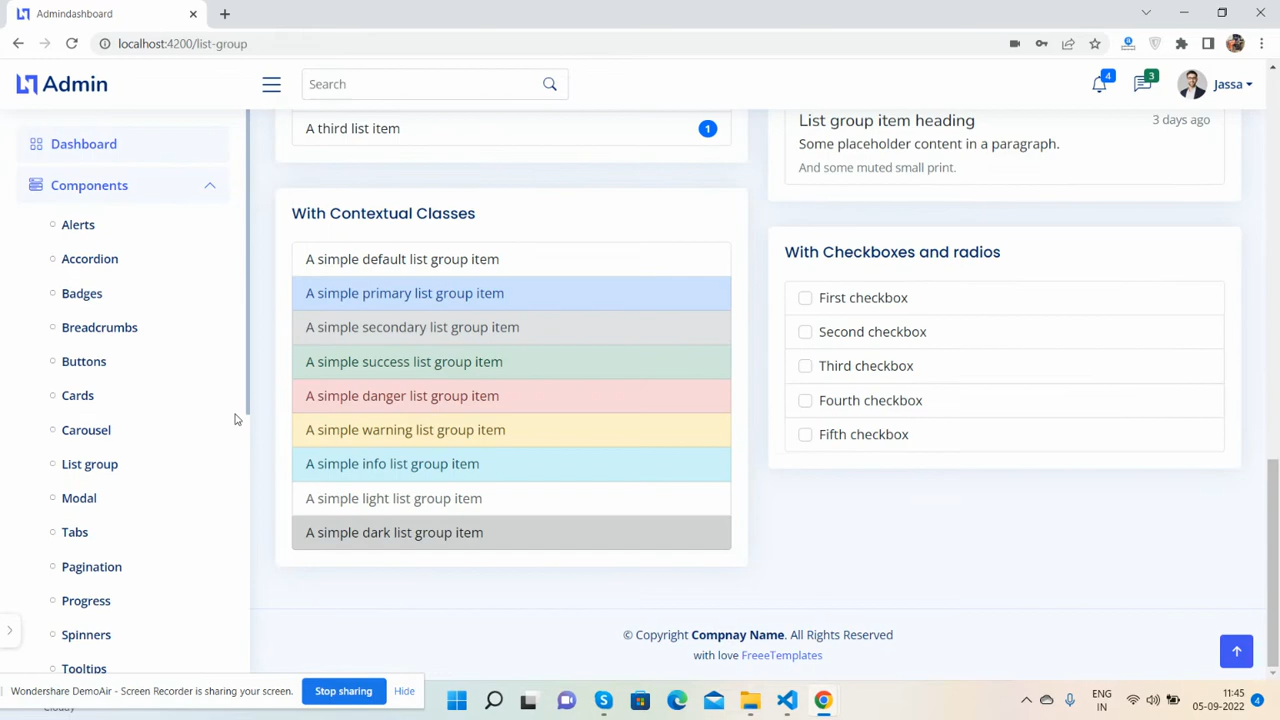 Admindashboard
localhost:4200/list-group
Admin
Search
4
3
Jassa
Dashboard
Components
Alerts
Accordion
Badges
Breadcrumbs
Buttons
Cards
Carousel
List group
Modal
Tabs
Pagination
Progress
Spinners
Tooltips
A third list item
1
With Contextual Classes
A simple default list group item
A simple primary list group item
A simple secondary list group item
A simple success list group item
A simple danger list group item
A simple warning list group item
A simple info list group item
A simple light list group item
A simple dark list group item
List group item heading
3 days ago
Some placeholder content in a paragraph.
And some muted small print.
With Checkboxes and radios
First checkbox
Second checkbox
Third checkbox
Fourth checkbox
Fifth checkbox
© Copyright Compnay Name. All Rights Reserved
with love FreeeTemplates
Wondershare DemoAir - Screen Recorder is sharing your screen.
Stop sharing
Hide
Cloudy
ENG
IN
11:45
05-09-2022
4